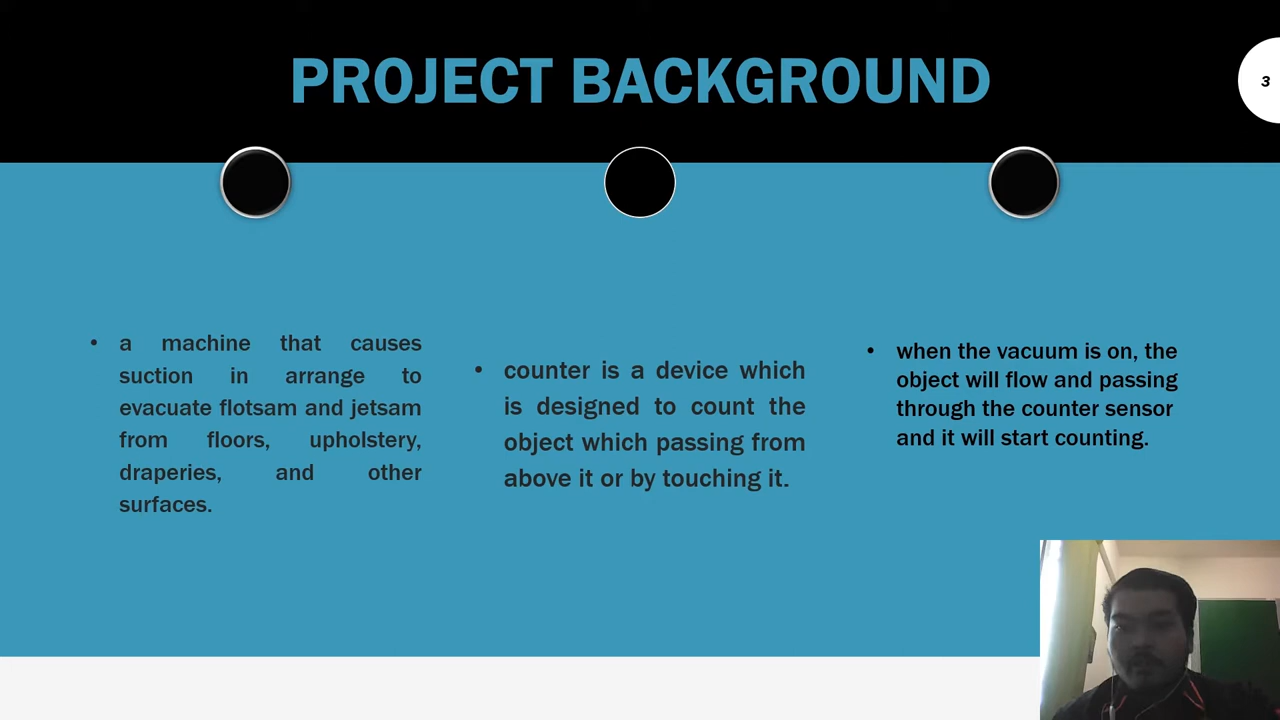 PROJECT BACKGROUND
3
• a machine that causes
suction in arrange to
evacuate flotsam and jetsam
from floors, upholstery,
draperies, and other
surfaces.
• counter is a device which
is designed to count the
object which passing from
above it or by touching it.
• when the vacuum is on, the
object will flow and passing
through the counter sensor
and it will start counting.